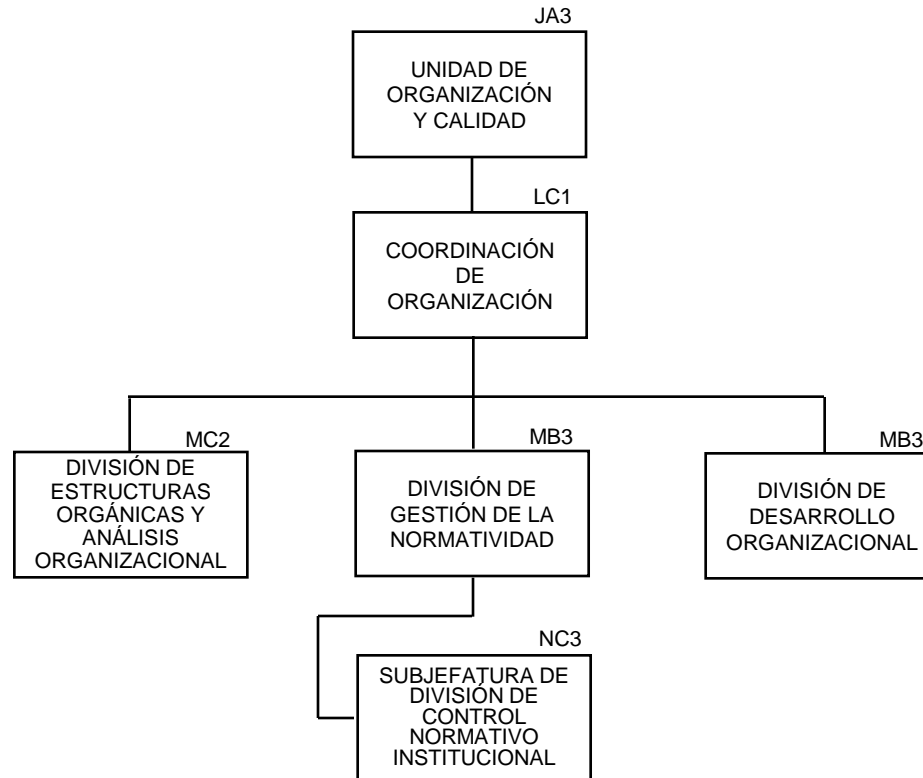 JA3
UNIDAD DE
ORGANIZACIÓN
Y CALIDAD
LC1
COORDINACIÓN
DE
ORGANIZACIÓN
MC2
DIVISIÓN DE
ESTRUCTURAS
ORGÁNICAS Y
ANÁLISIS
ORGANIZACIONAL
MB3
DIVISIÓN DE
GESTIÓN DE LA
NORMATIVIDAD
MB3
DIVISIÓN DE
DESARROLLO
ORGANIZACIONAL
NC3
SUBJEFATURA DE
DIVISIÓN DE
CONTROL
NORMATIVO
INSTITUCIONAL